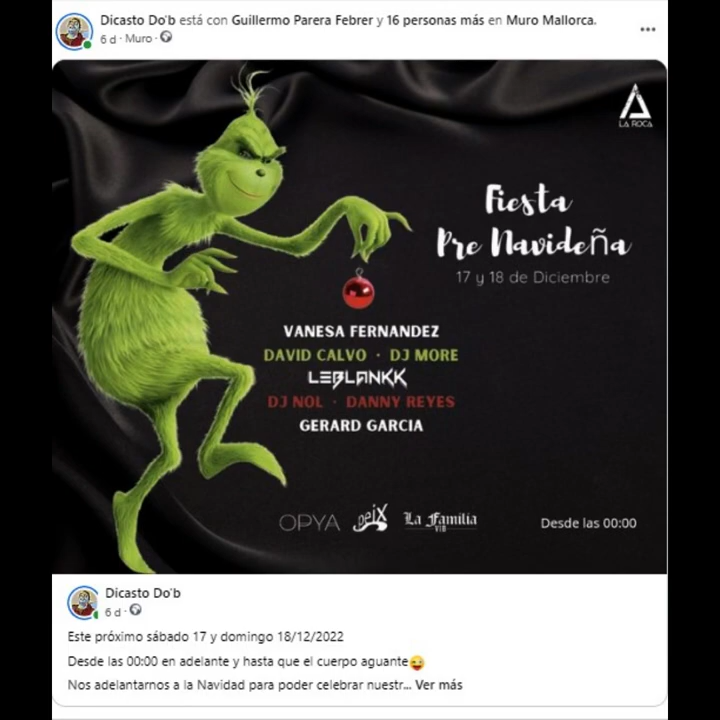 Dicasto Do'b está con Guillermo Parera Febrer y 16 personas más en Muro Mallorca.
6 d · Muro ·
LA ROCA
Fiesta
Pre Navideña
17 y 18 de Diciembre
VANESA FERNANDEZ
DAVID CALVO · DJ MORE
LEBLANKK
DJ NOL · DANNY REYES
GERARD GARCIA
OPYA peix La Familia
VIB
Desde las 00:00
Dicasto Do'b
6 d ·
Este próximo sábado 17 y domingo 18/12/2022
Desde las 00:00 en adelante y hasta que el cuerpo aguante😝
Nos adelantarnos a la Navidad para poder celebrar nuestr... Ver más